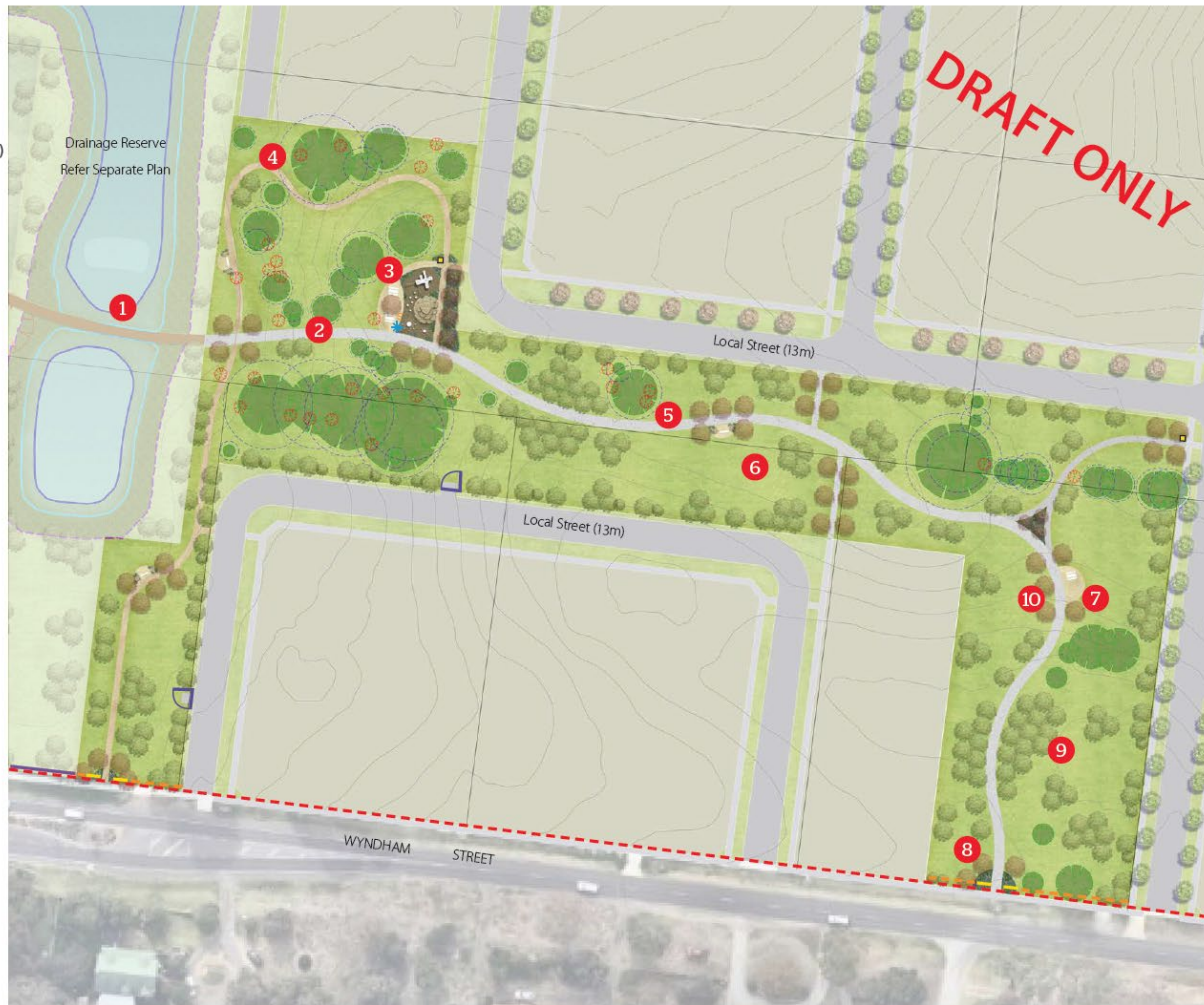 )
DRAFT ONLY
Drainage Reserve
Refer Separate Plan
4
3
1
2
Local Street (13m)
5
6
Local Street (13m)
10
7
9
8
WYNDHAM STREET